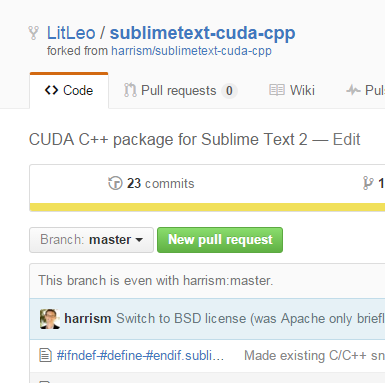 LitLeo / sublimetext-cuda-cpp
forked from harrism/sublimetext-cuda-cpp
Code Pull requests 0 Wiki
CUDA C++ package for Sublime Text 2 — Edit
23 commits 1
Branch: master New pull request
This branch is even with harrism:master.
harrism Switch to BSD license (was Apache only briefl
#ifndef-#define-#endif.subli... Made existing C/C++ sn